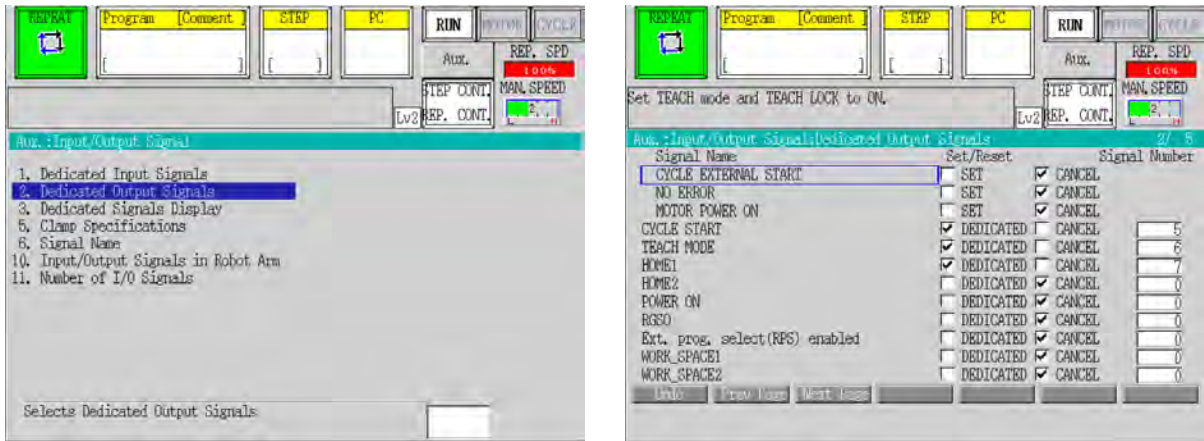 REPEAT
Program [Comment ]
STEP
PC
RUN
MOTOR
CYCLE
Aux.
REP. SPD
100%
[ ]
[ ]
STEP CONT.
MAN.SPEED
2
Lv2
REP. CONT.
L H
Aux.:Input/Output Signal
1. Dedicated Input Signals
2. Dedicated Output Signals
3. Dedicated Signals Display
5. Clamp Specifications
6. Signal Name
10. Input/Output Signals in Robot Arm
11. Number of I/O Signals
Selects Dedicated Output Signals
REPEAT
Program [Comment ]
STEP
PC
RUN
MOTOR
CYCLE
Aux.
REP. SPD
100%
[ ]
[ ]
STEP CONT.
MAN.SPEED
2
Set TEACH mode and TEACH LOCK to ON.
Lv2
REP. CONT.
L H
Aux.:Input/Output Signal:Dedicated Output Signals 2/ 5
Signal Name Set/Reset Signal Number
CYCLE EXTERNAL START SET CANCEL
NO ERROR SET CANCEL
MOTOR POWER ON SET CANCEL
CYCLE START DEDICATED CANCEL 5
TEACH MODE DEDICATED CANCEL 6
HOME1 DEDICATED CANCEL 7
HOME2 DEDICATED CANCEL 0
POWER ON DEDICATED CANCEL 0
RGSO DEDICATED CANCEL 0
Ext. prog. select(RPS) enabled DEDICATED CANCEL 0
WORK_SPACE1 DEDICATED CANCEL 0
WORK_SPACE2 DEDICATED CANCEL 0
Undo Prev Page Next Page